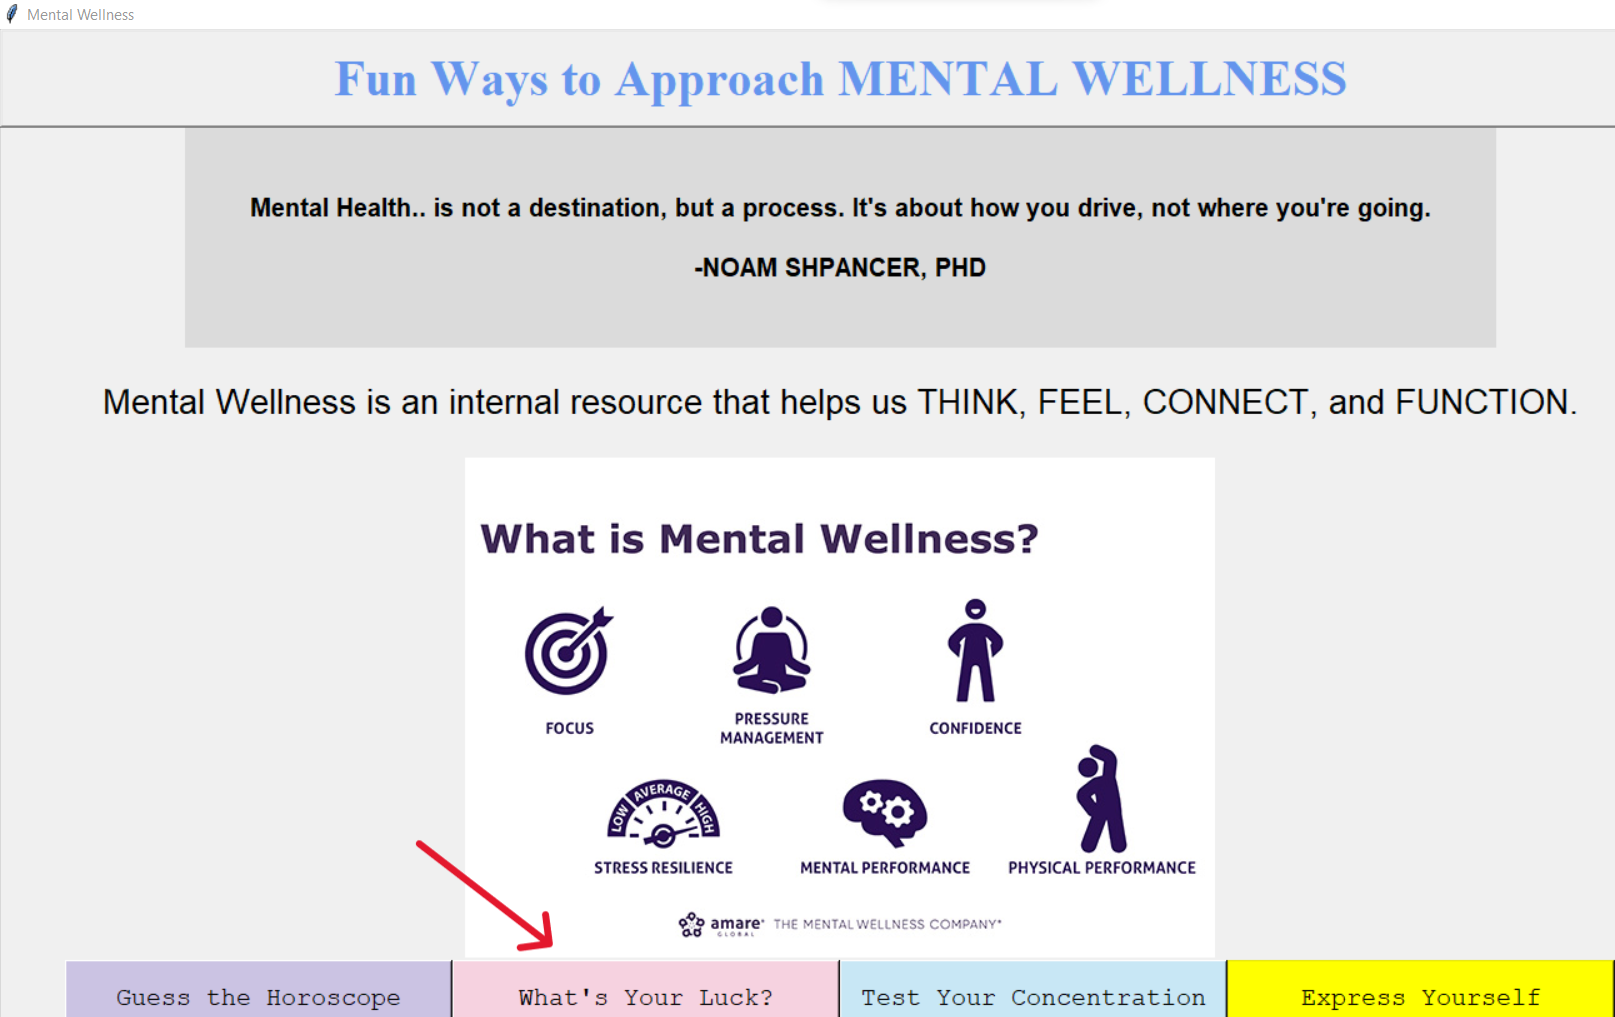 Mental Wellness
Fun Ways to Approach MENTAL WELLNESS
Mental Health.. is not a destination, but a process. It's about how you drive, not where you're going.
-NOAM SHPANCER, PHD
Mental Wellness is an internal resource that helps us THINK, FEEL, CONNECT, and FUNCTION.
What is Mental Wellness?
FOCUS
PRESSURE
MANAGEMENT
CONFIDENCE
LOW AVERAGE HIGH
STRESS RESILIENCE
MENTAL PERFORMANCE
PHYSICAL PERFORMANCE
amare® THE MENTAL WELLNESS COMPANY®
GLOBAL
Guess the Horoscope
What's Your Luck?
Test Your Concentration
Express Yourself